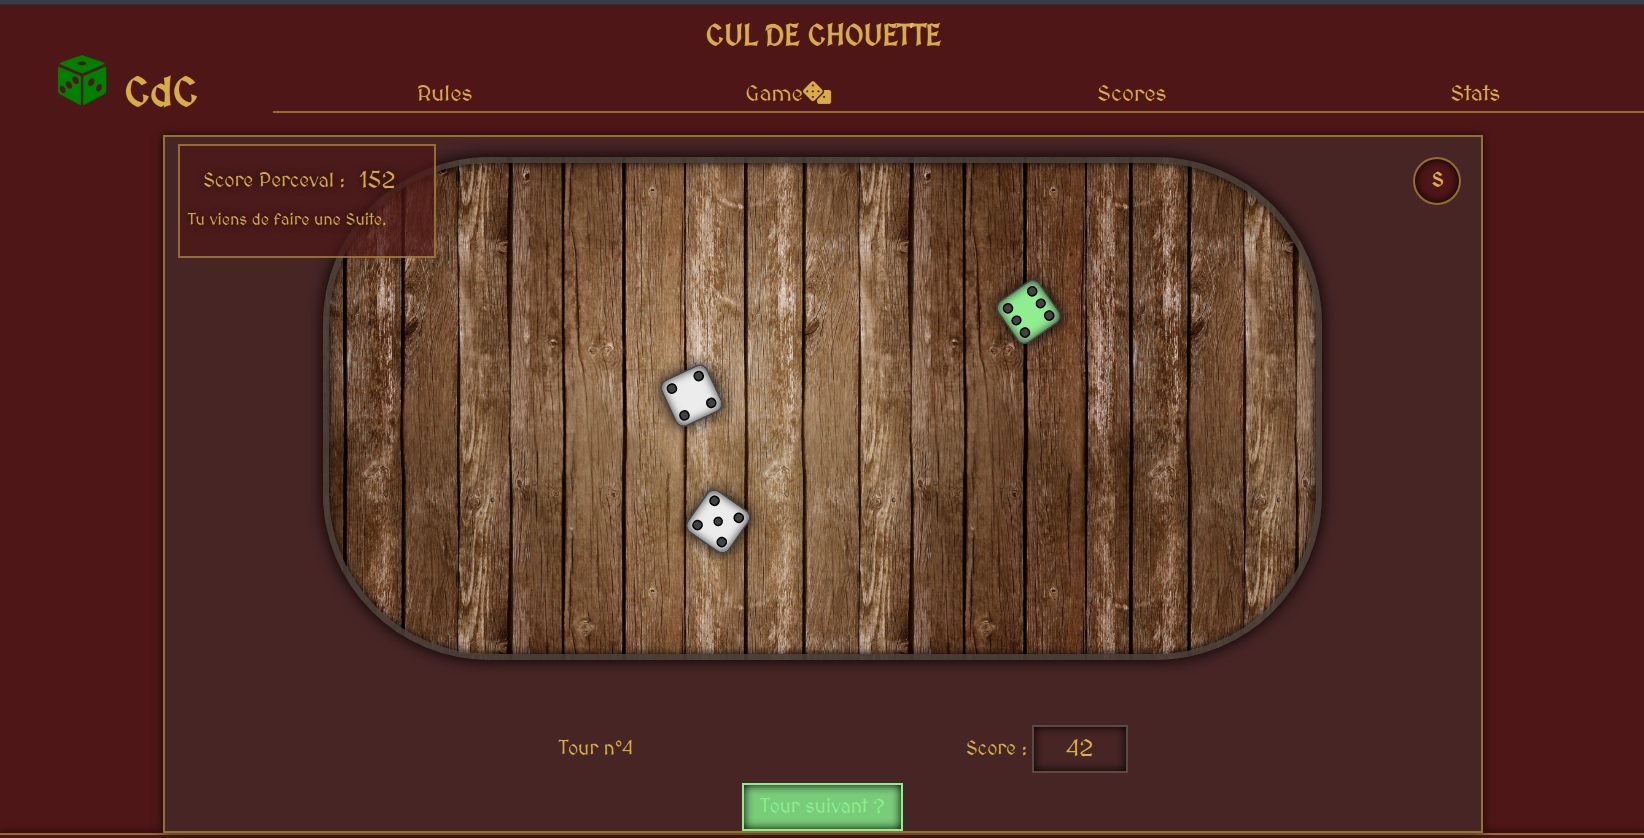 CUL DE CHOUETTE
CdC
Rules
Game
Scores
Stats
Score Perceval : 152
Tu viens de faire une Suite.
S
Tour n°4
Score : 42
Tour suivant ?